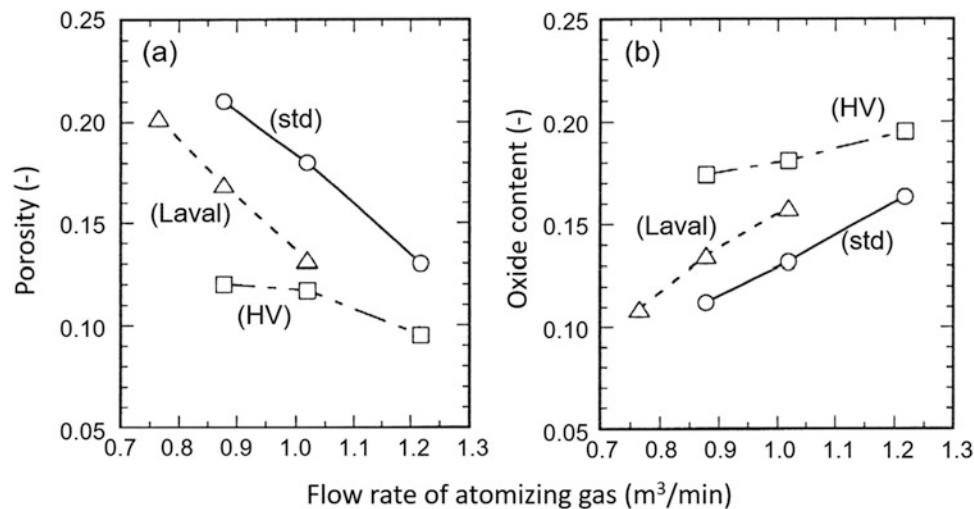 (a)
(std)
(Laval)
(HV)
Porosity (-)
0.25
0.20
0.15
0.10
0.05
0.7 0.8 0.9 1.0 1.1 1.2 1.3
(b)
(HV)
(Laval)
(std)
Oxide content (-)
0.25
0.20
0.15
0.10
0.05
0.7 0.8 0.9 1.0 1.1 1.2 1.3
Flow rate of atomizing gas (m³/min)